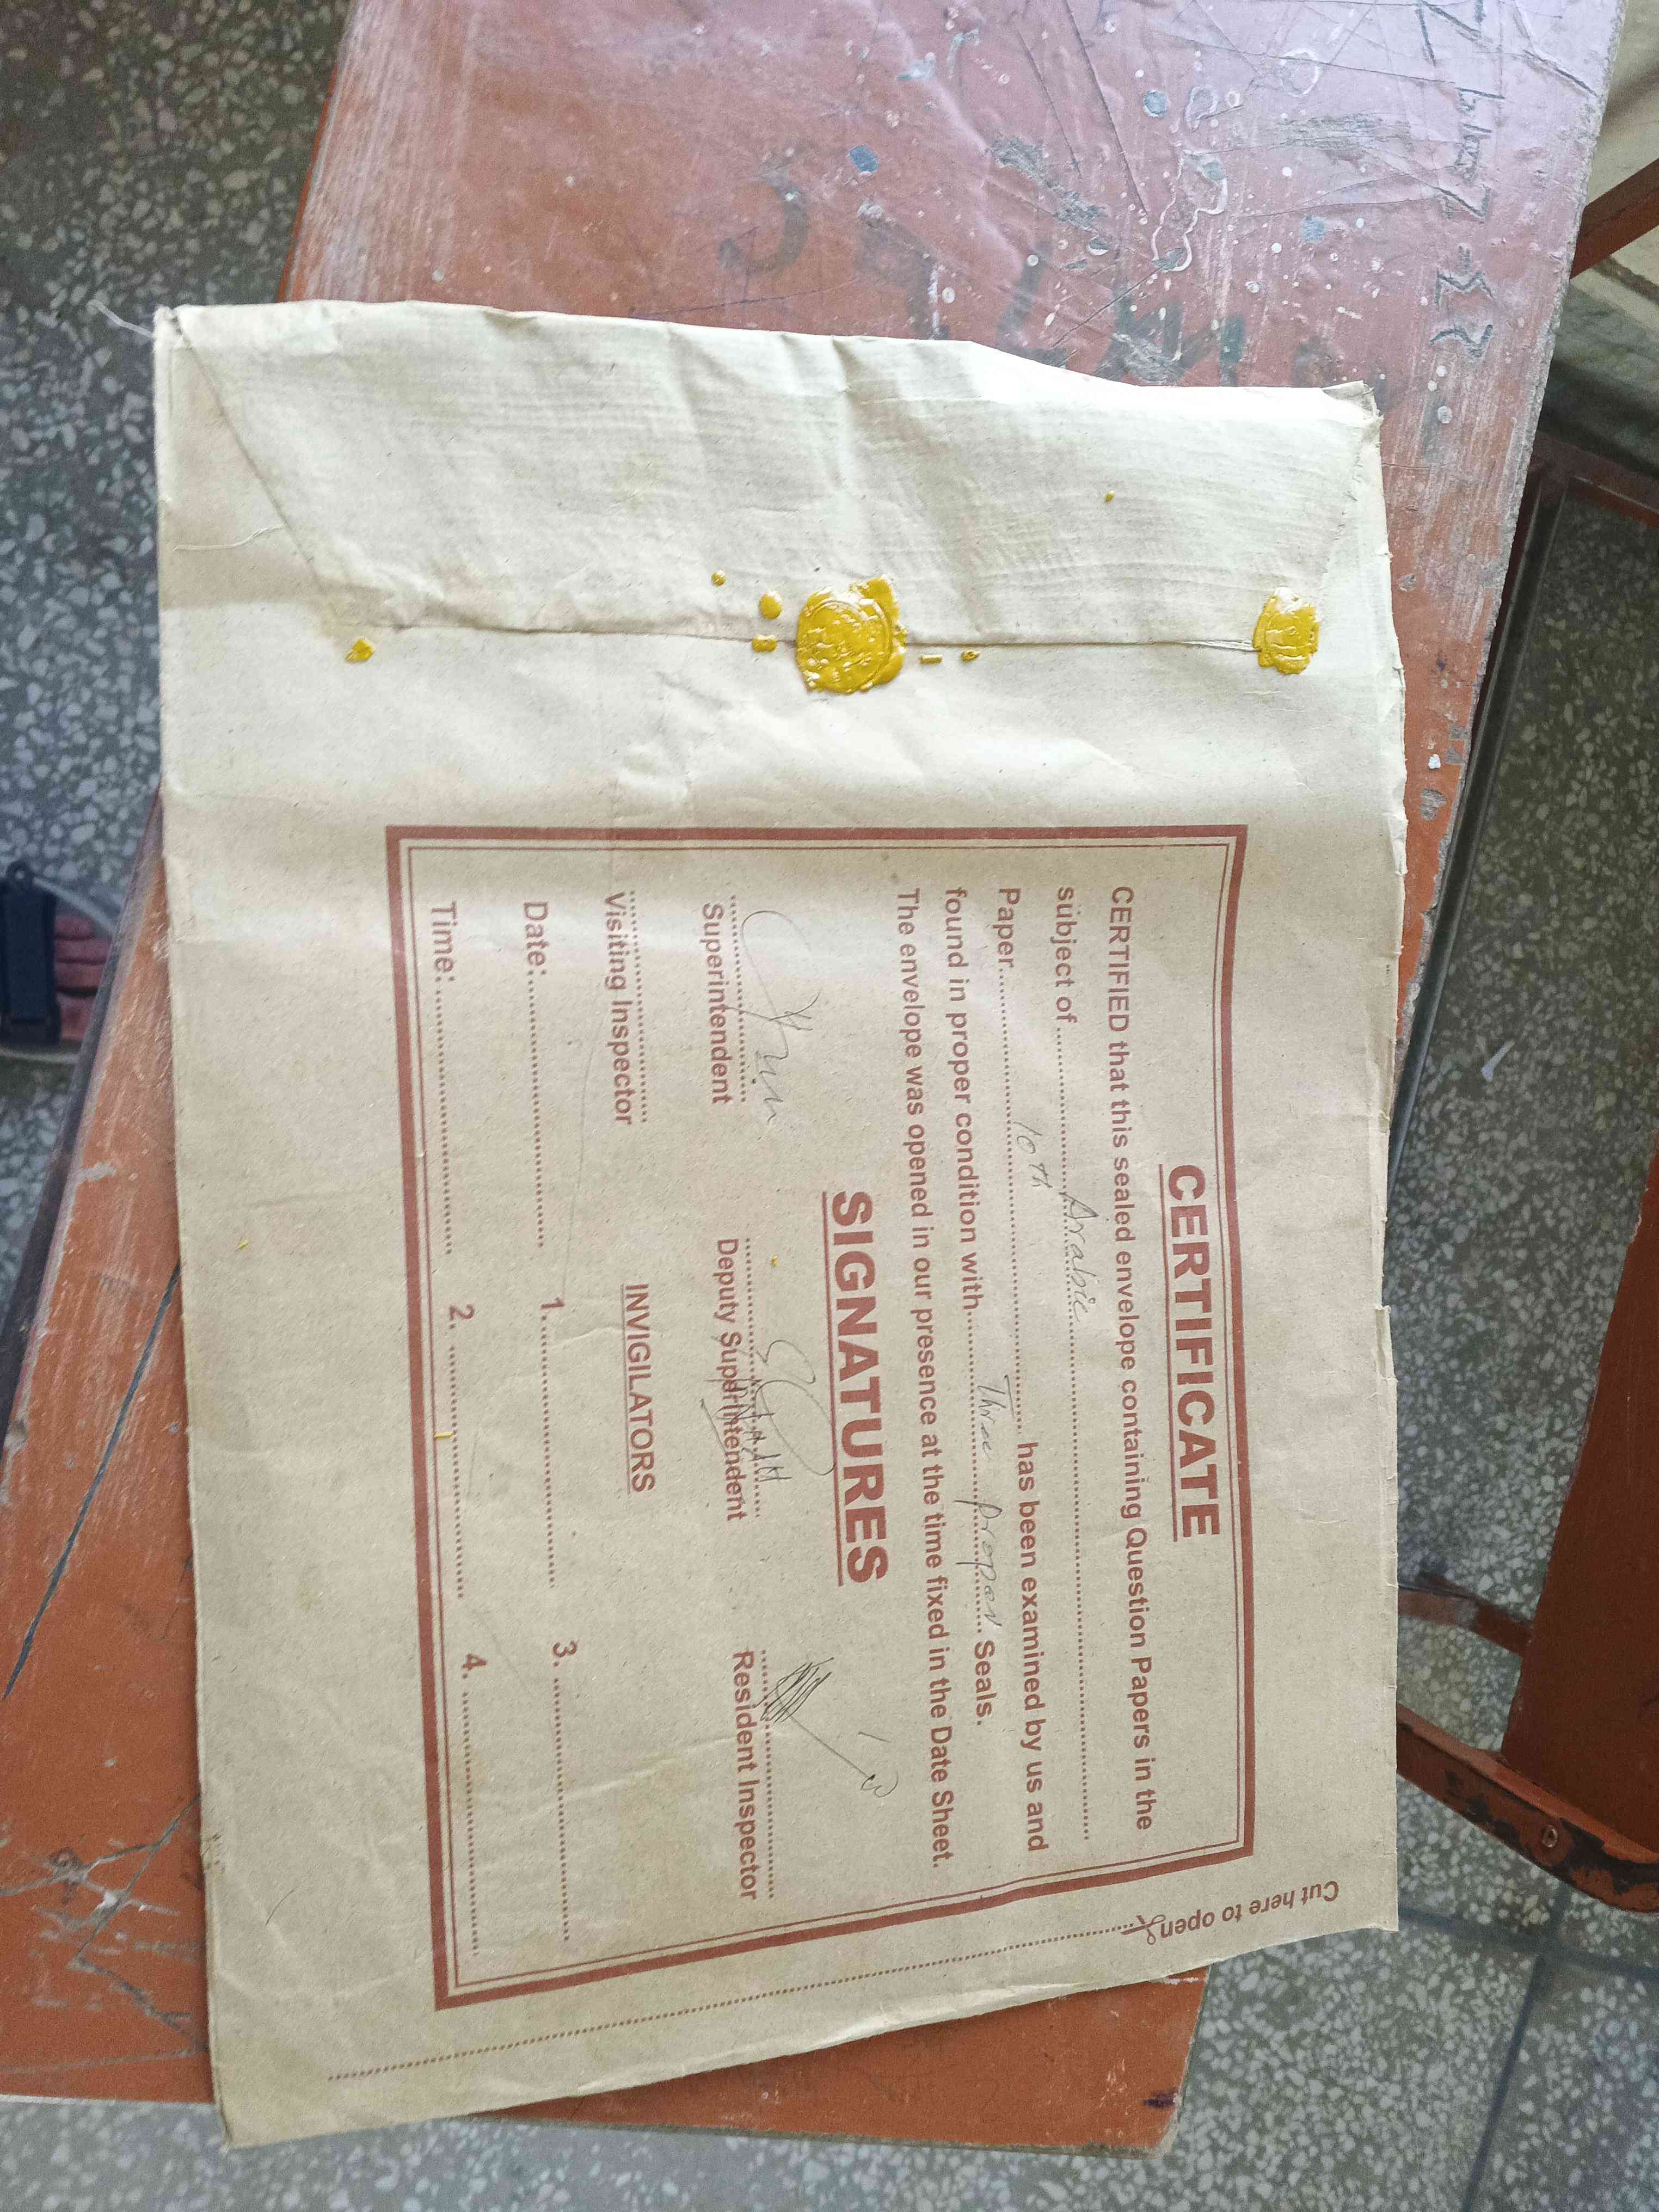 CERTIFICATE
CERTIFIED that this sealed envelope containing Question Papers in the
subject of.......... Arabic..........
Paper.......... 10th.......... has been examined by us and
found in proper condition with.......... Three proper.......... Seals.
The envelope was opened in our presence at the time fixed in the Date Sheet.
SIGNATURES
Superintendent Deputy Superintendent Resident Inspector
Visiting Inspector INVIGILATORS
Date:.......... 1........... 3...........
Time:.......... 2. .......... 4. ..........
Cut here to open